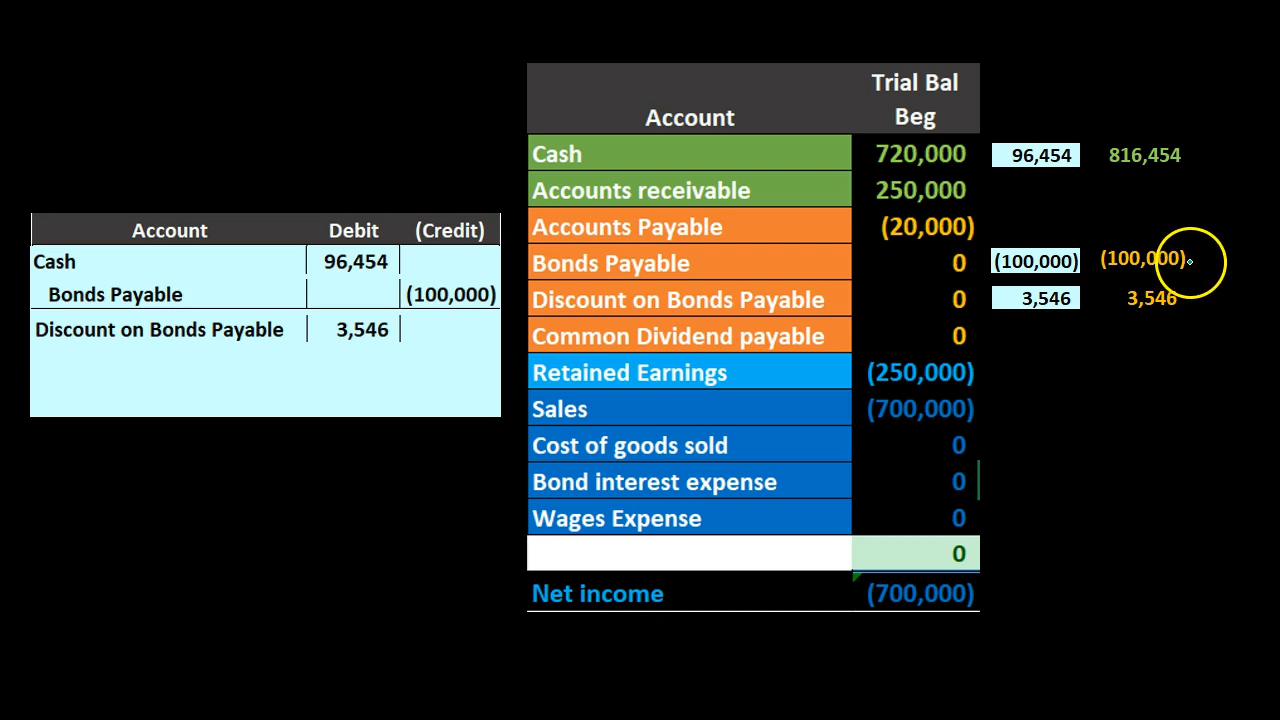 Account Debit (Credit)
Cash 96,454
Bonds Payable (100,000)
Discount on Bonds Payable 3,546
Trial Bal
Account Beg
Cash 720,000 96,454 816,454
Accounts receivable 250,000
Accounts Payable (20,000)
Bonds Payable 0 (100,000) (100,000)
Discount on Bonds Payable 0 3,546 3,546
Common Dividend payable 0
Retained Earnings (250,000)
Sales (700,000)
Cost of goods sold 0
Bond interest expense 0
Wages Expense 0
0
Net income (700,000)